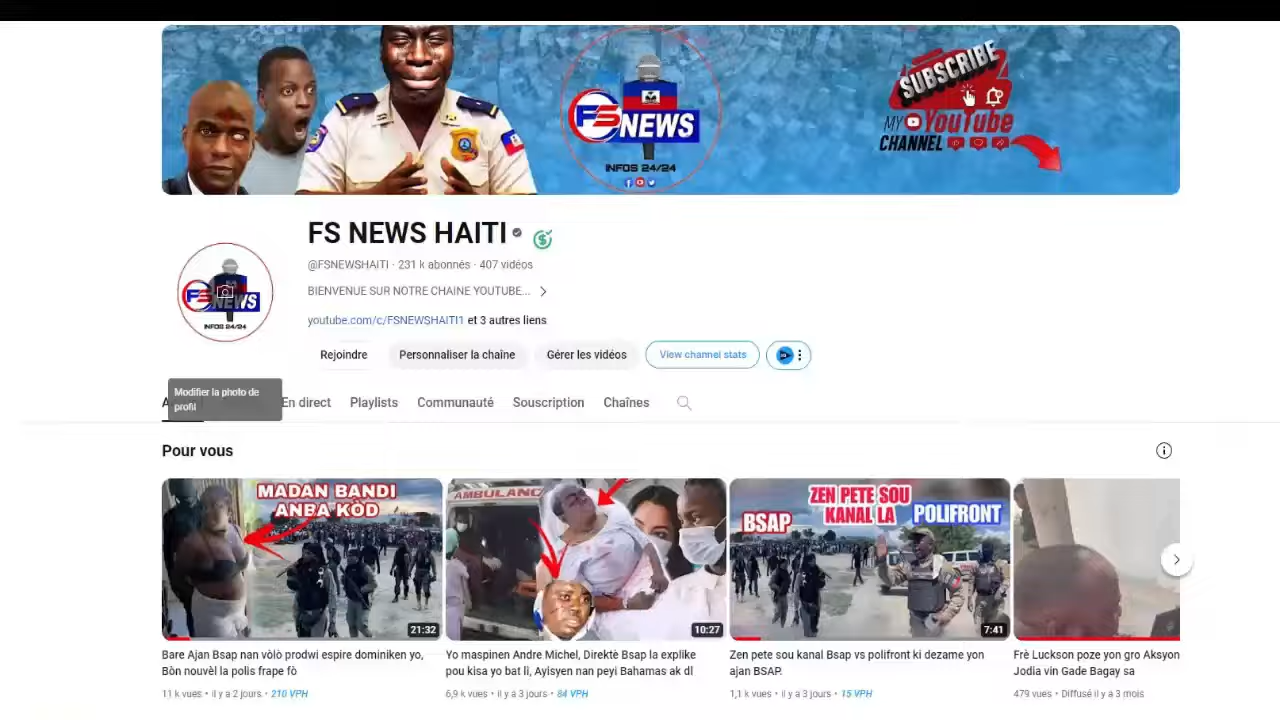 SUBSCRIBE
MY YouTube
CHANNEL
FS NEWS
INFOS 24/24
FS NEWS HAITI
@FSNEWSHAITI · 231 k abonnés · 407 vidéos
BIENVENUE SUR NOTRE CHAINE YOUTUBE...
youtube.com/c/FSNEWSHAITI1 et 3 autres liens
FS NEWS
INFOS 24/24
Rejoindre
Personnaliser la chaîne
Gérer les vidéos
View channel stats
Modifier la photo de
profil
En direct
Playlists
Communauté
Souscription
Chaînes
Pour vous
MADAN BANDI
ANBA KÒD
21:32
AMBULANC
10:27
ZEN PETE SOU
KANAL LA
BSAP
POLIFRONT
7:41
Bare Ajan Bsap nan vòlò prodwi espire dominiken yo,
Bòn nouvèl la polis frape fò
11 k vues • il y a 2 jours • 210 VPH
Yo maspinen Andre Michel, Direktè Bsap la explike
pou kisa yo bat li, Ayisyen nan peyi Bahamas ak dl
6,9 k vues • il y a 3 jours • 84 VPH
Zen pete sou kanal Bsap vs polifront ki dezame yon
ajan BSAP.
1,1 k vues • il y a 3 jours • 15 VPH
Frè Luckson poze yon gro Aksyon
Jodia vin Gade Bagay sa
479 vues • Diffusé il y a 3 mois